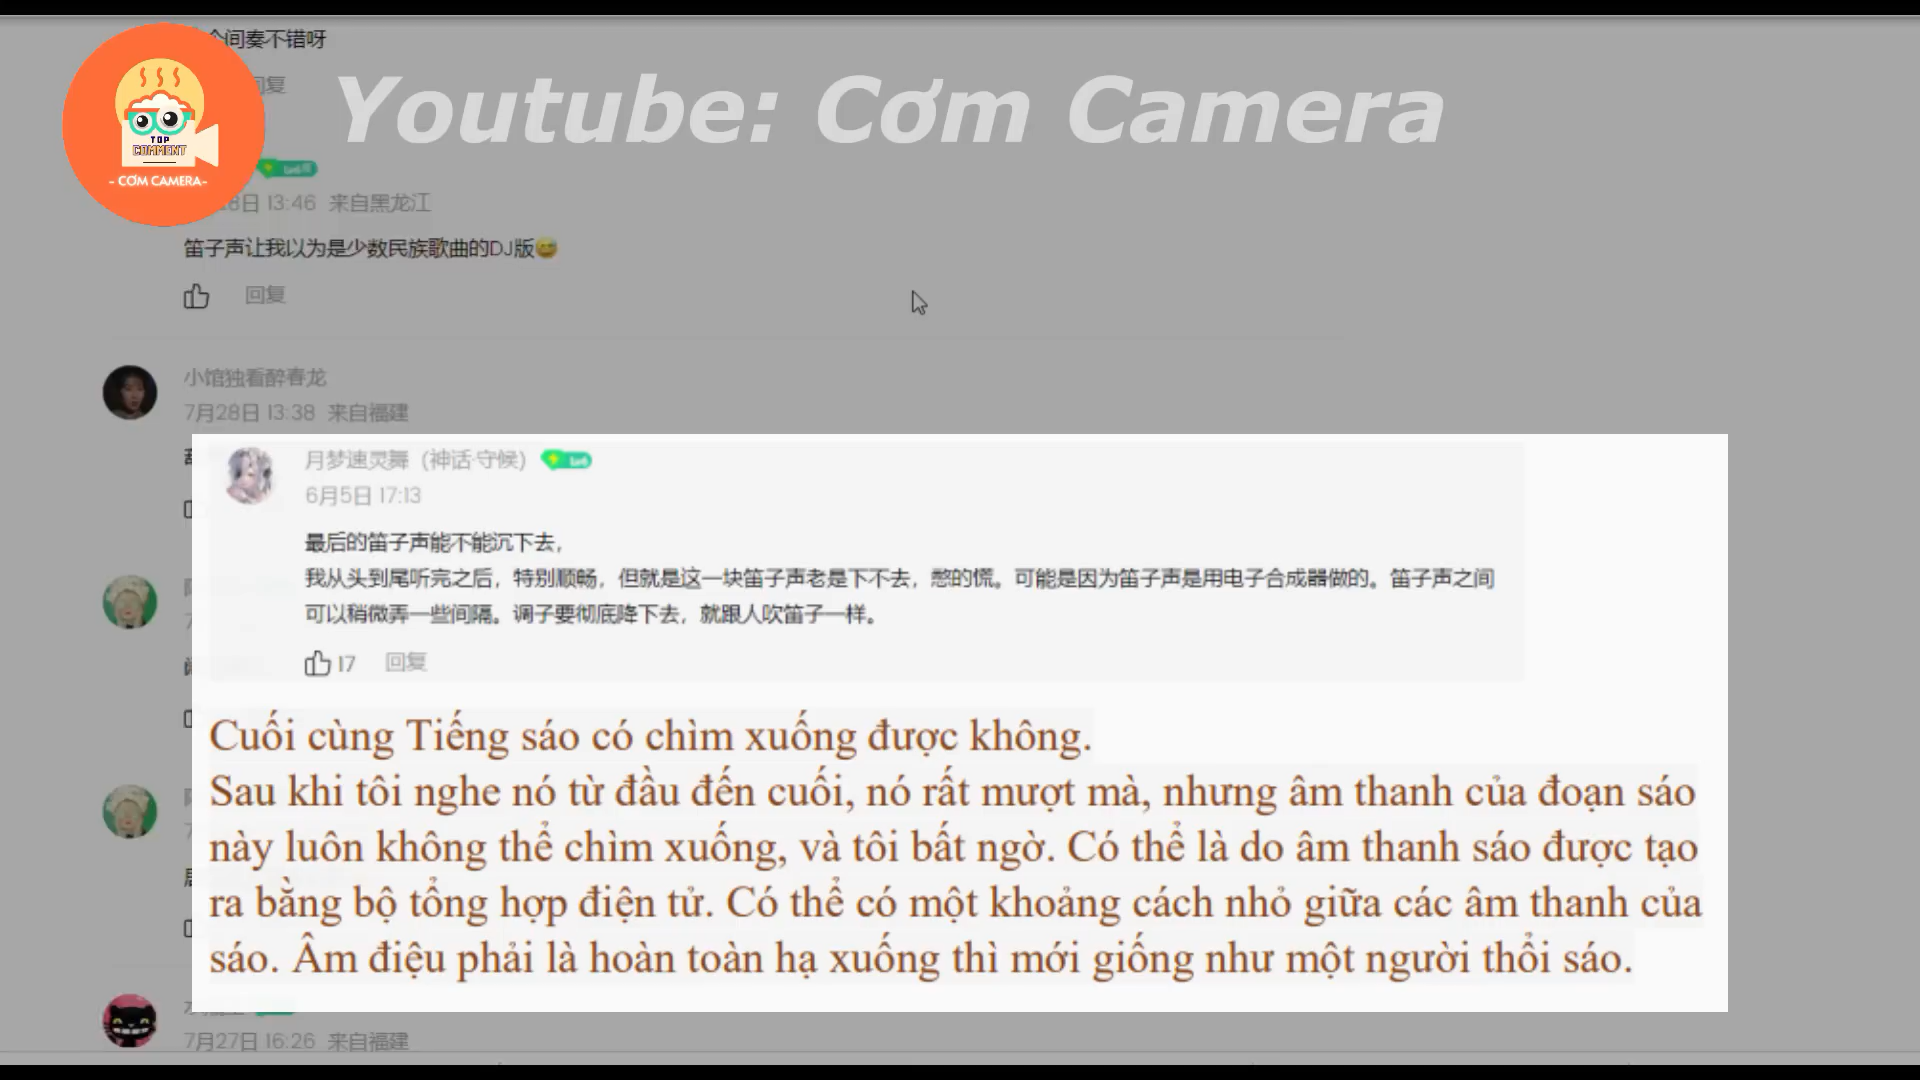 个间奏不错呀
回复
Youtube: Cơm Camera
TOP
COMMENT
- CƠM CAMERA-
8日 13:46 来自黑龙江
笛子声让我以为是少数民族歌曲的DJ版😅
回复
小馆独看醉春龙
7月28日 13:38 来自福建
月梦速灵舞（神话·守候） Lv6
6月5日 17:13
最后的笛子声能不能沉下去，
我从头到尾听完之后，特别顺畅，但就是这一块笛子声老是下不去，憋的慌。可能是因为笛子声是用电子合成器做的。笛子声之间
可以稍微弄一些间隔。调子要彻底降下去，就跟人吹笛子一样。
17 回复
Cuối cùng Tiếng sáo có chìm xuống được không.
Sau khi tôi nghe nó từ đầu đến cuối, nó rất mượt mà, nhưng âm thanh của đoạn sáo
này luôn không thể chìm xuống, và tôi bất ngờ. Có thể là do âm thanh sáo được tạo
ra bằng bộ tổng hợp điện tử. Có thể có một khoảng cách nhỏ giữa các âm thanh của
sáo. Âm điệu phải là hoàn toàn hạ xuống thì mới giống như một người thổi sáo.
7月27日 16:26 来自福建